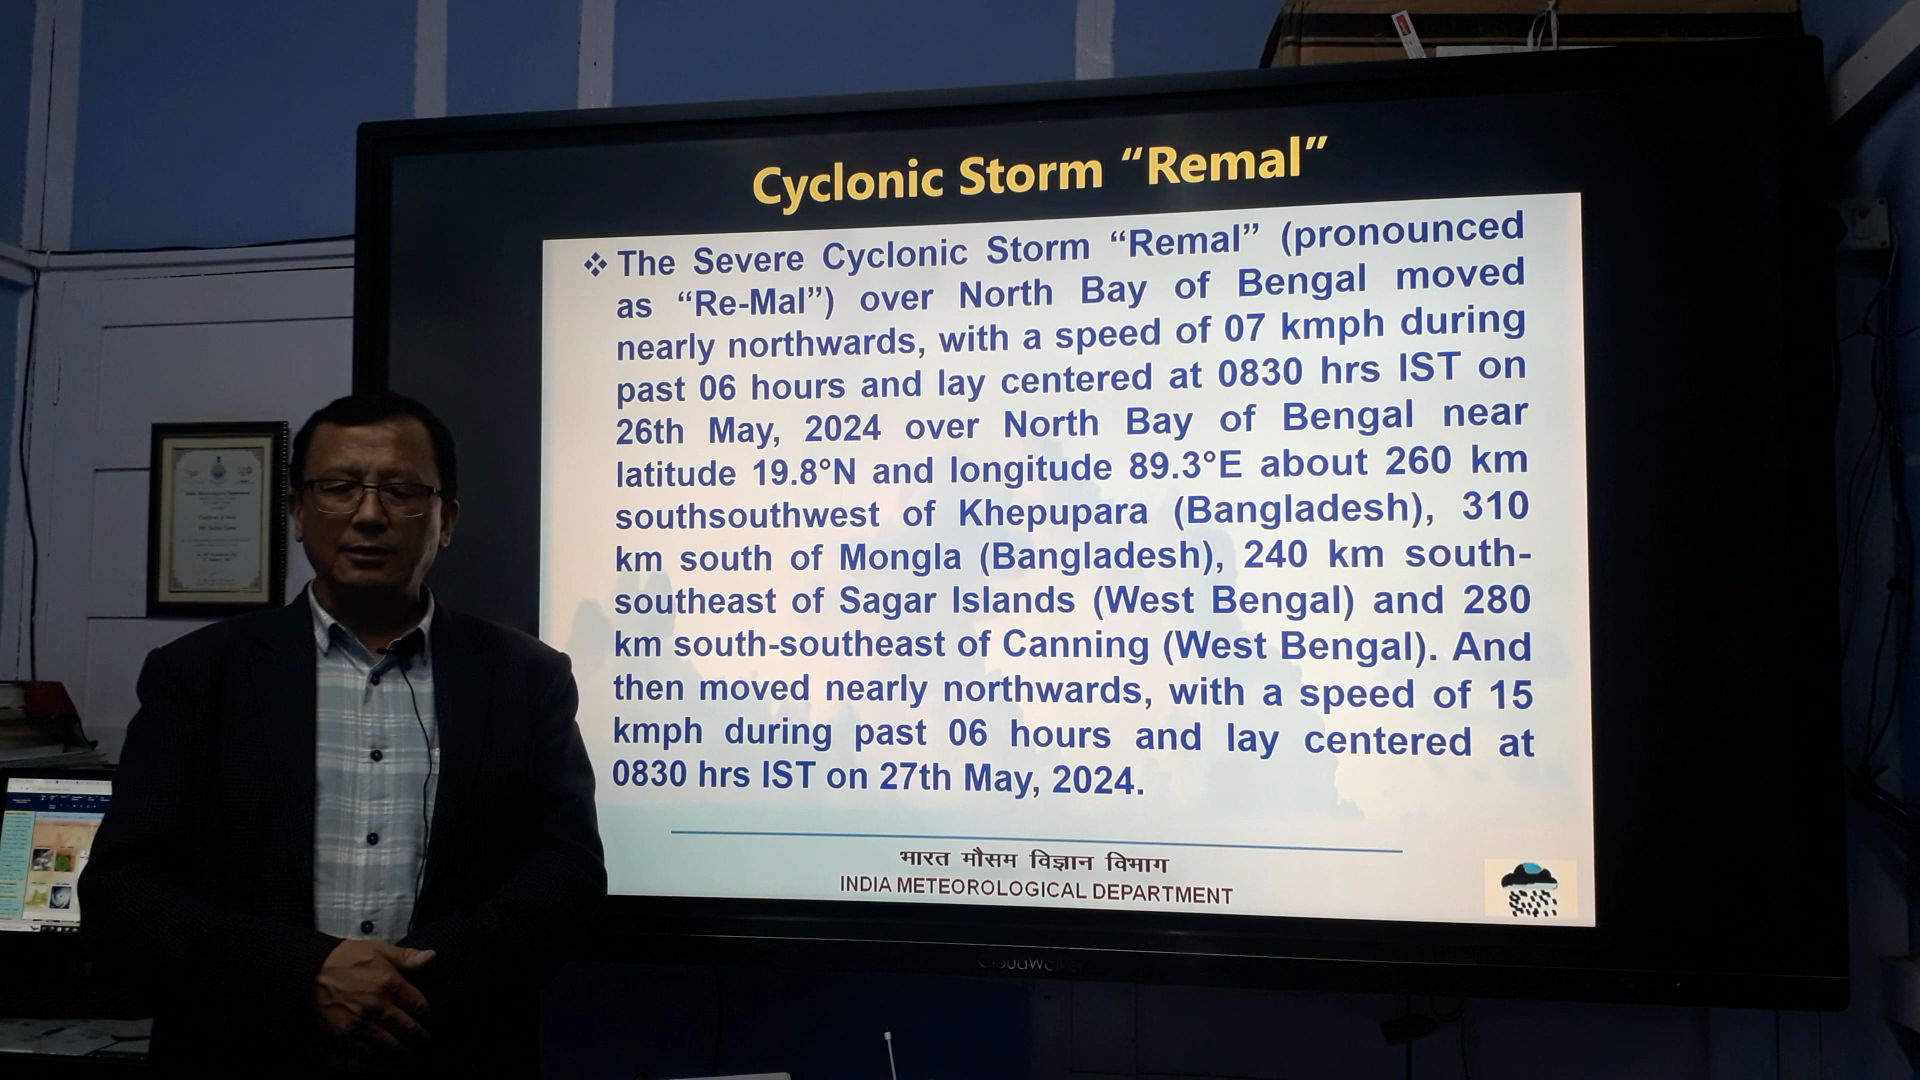 Cyclonic Storm “Remal”
❖ The Severe Cyclonic Storm “Remal” (pronounced
as “Re-Mal”) over North Bay of Bengal moved
nearly northwards, with a speed of 07 kmph during
past 06 hours and lay centered at 0830 hrs IST on
26th May, 2024 over North Bay of Bengal near
latitude 19.8°N and longitude 89.3°E about 260 km
southsouthwest of Khepupara (Bangladesh), 310
km south of Mongla (Bangladesh), 240 km south-
southeast of Sagar Islands (West Bengal) and 280
km south-southeast of Canning (West Bengal). And
then moved nearly northwards, with a speed of 15
kmph during past 06 hours and lay centered at
0830 hrs IST on 27th May, 2024.
भारत मौसम विज्ञान विभाग
INDIA METEOROLOGICAL DEPARTMENT